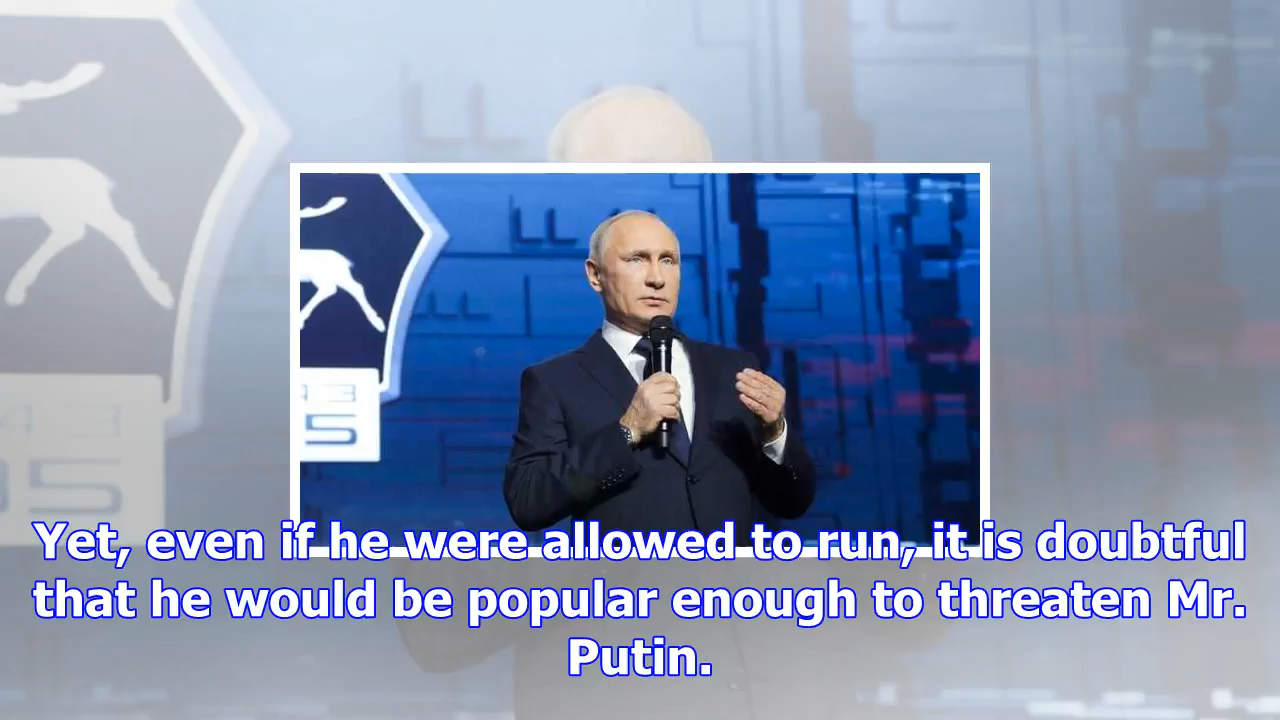 5
Yet, even if he were allowed to run, it is doubtful
that he would be popular enough to threaten Mr.
Putin.